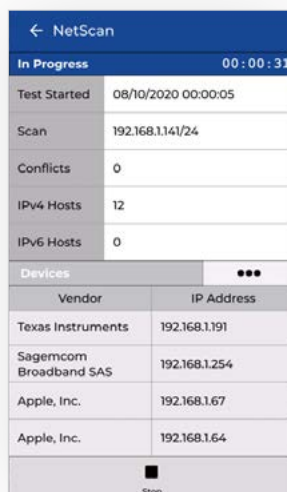 ← NetScan
In Progress 00:00:31
Test Started 08/10/2020 00:00:05
Scan 192.168.1.141/24
Conflicts 0
IPv4 Hosts 12
IPv6 Hosts 0
Devices •••
Vendor IP Address
Texas Instruments 192.168.1.191
Sagemcom
Broadband SAS 192.168.1.254
Apple, Inc. 192.168.1.67
Apple, Inc. 192.168.1.64
Stop